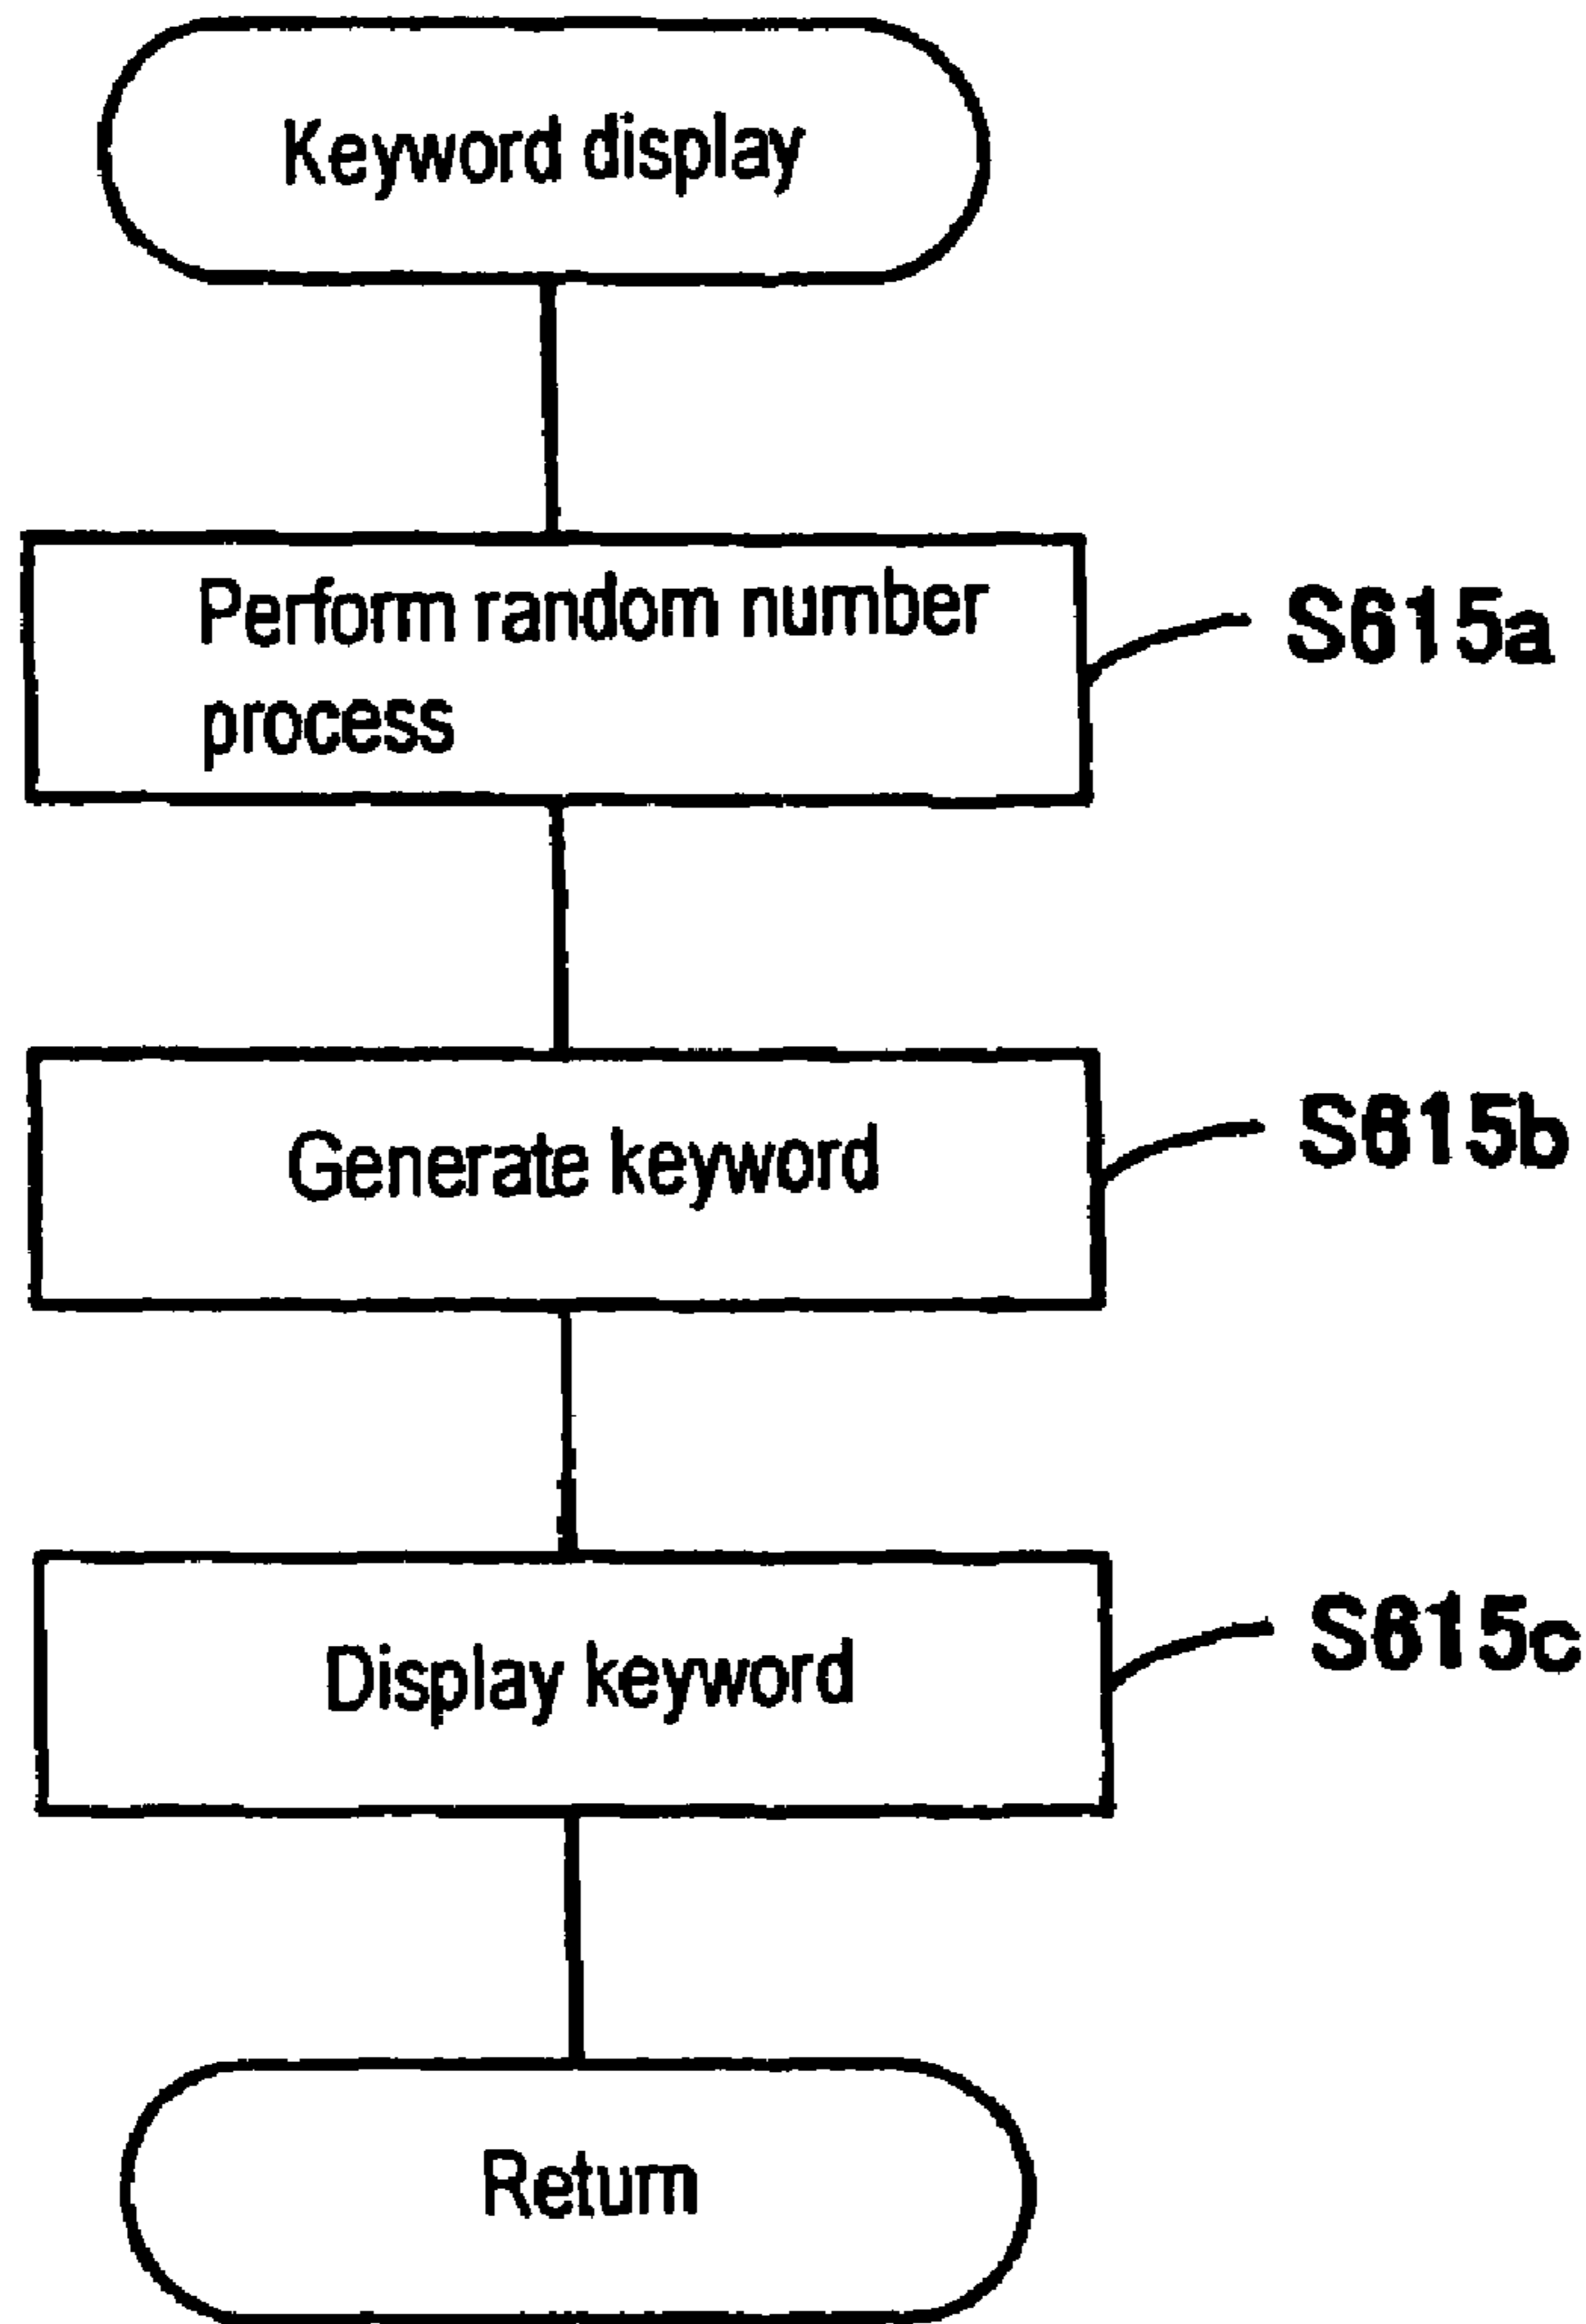 Keyword display
Perform random number
process
S615a
Generate keyword
S615b
Display keyword
S615c
Return